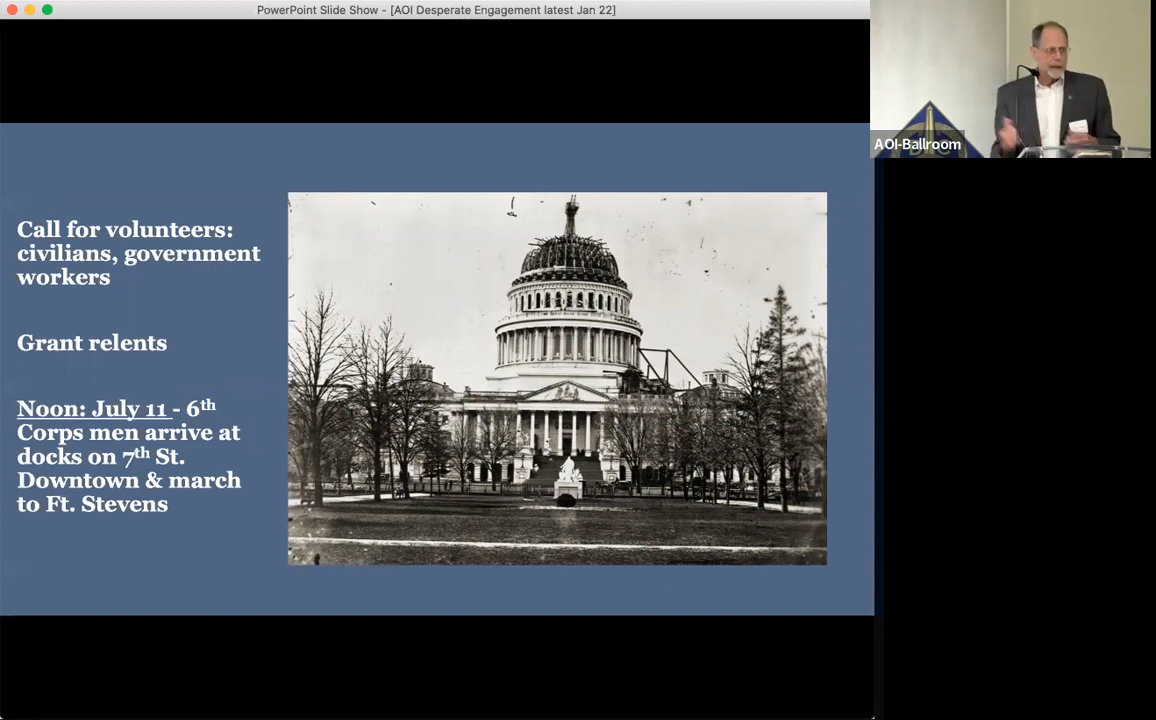 PowerPoint Slide Show - [AOI Desperate Engagement latest Jan 22]
Call for volunteers:
civilians, government
workers
Grant relents
Noon: July 11 - 6th
Corps men arrive at
docks on 7th St.
Downtown & march
to Ft. Stevens
AOI-Ballroom